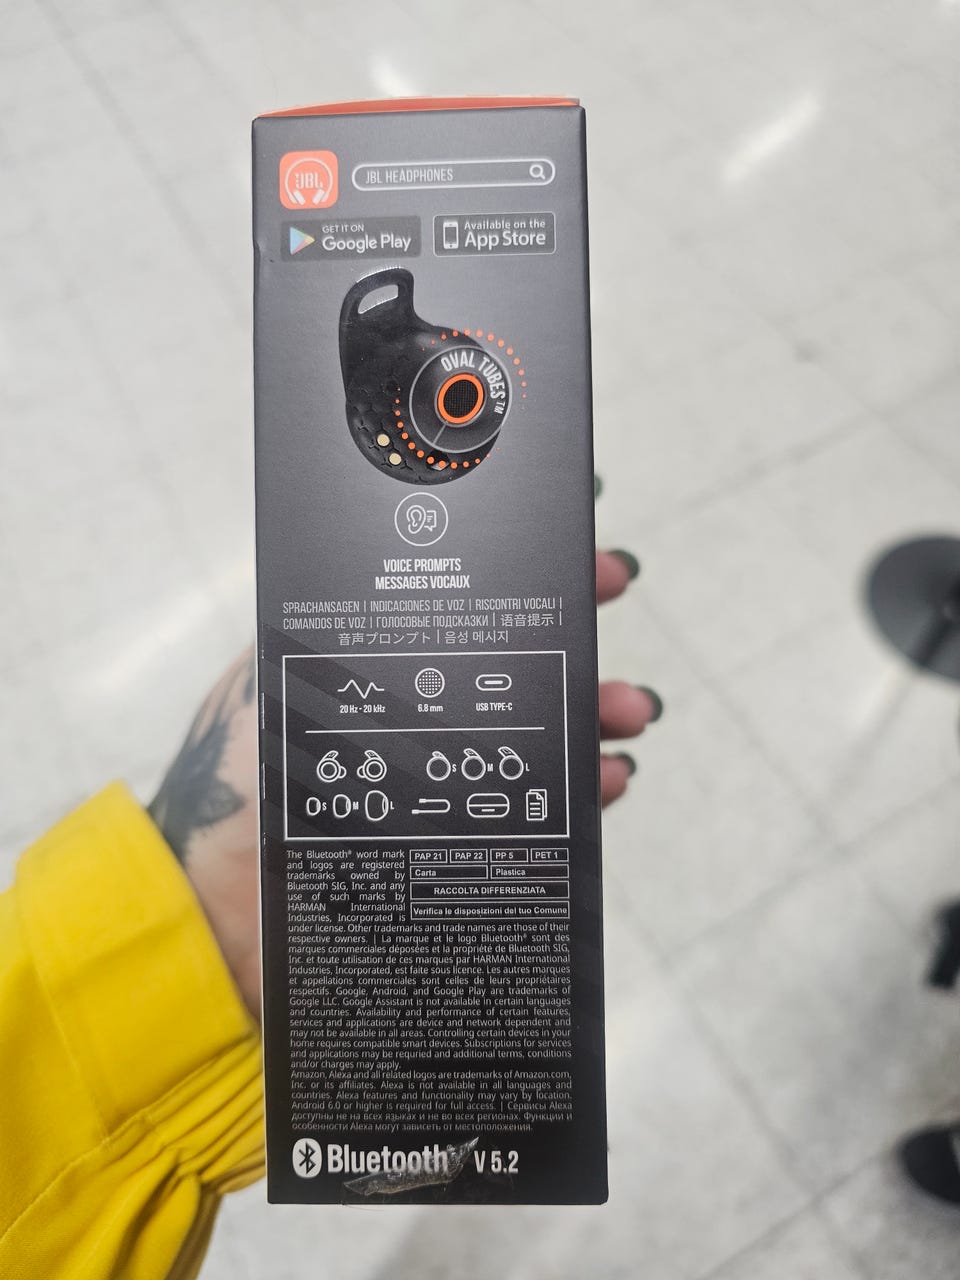 JBL
JBL HEADPHONES
GET IT ON
Google Play
Available on the
App Store
OVAL TUBES™
VOICE PROMPTS
MESSAGES VOCAUX
SPRACHANSAGEN | INDICACIONES DE VOZ | RISCONTRI VOCALI |
COMANDOS DE VOZ | ГОЛОСОВЫЕ ПОДСКАЗКИ | 语音提示 |
音声プロンプト | 음성 메시지
20 Hz - 20 kHz
6.8 mm
USB TYPE-C
S M L
S M L
The Bluetooth® word mark
and logos are registered
trademarks owned by
Bluetooth SIG, Inc. and any
use of such marks by
HARMAN International
Industries, Incorporated is
PAP 21 PAP 22 PP 5 PET 1
Carta Plastica
RACCOLTA DIFFERENZIATA
Verifica le disposizioni del tuo Comune
under license. Other trademarks and trade names are those of their
respective owners. | La marque et le logo Bluetooth® sont des
marques commerciales déposées et la propriété de Bluetooth SIG,
Inc. et toute utilisation de ces marques par HARMAN International
Industries, Incorporated, est faite sous licence. Les autres marques
et appellations commerciales sont celles de leurs propriétaires
respectifs. Google, Android, and Google Play are trademarks of
Google LLC. Google Assistant is not available in certain languages
and countries. Availability and performance of certain features,
services and applications are device and network dependent and
may not be available in all areas. Controlling certain devices in your
home requires compatible smart devices. Subscriptions for services
and applications may be requried and additional terms, conditions
and/or charges may apply.
Amazon, Alexa and all related logos are trademarks of Amazon.com,
Inc. or its affiliates. Alexa is not available in all languages and
countries. Alexa features and functionality may vary by location.
Android 6.0 or higher is required for full access. | Сервисы Alexa
доступны не на всех языках и не во всех регионах. Функции и
особенности Alexa могут зависеть от местоположения.
Bluetooth V 5.2